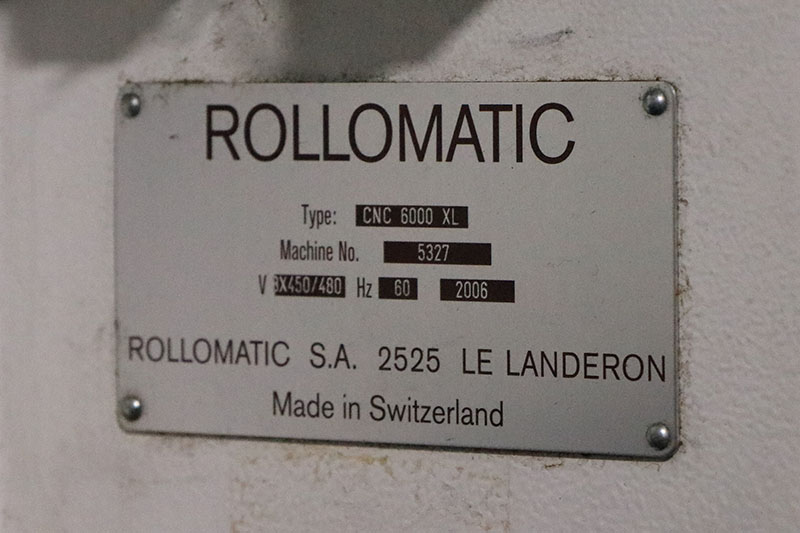 ROLLOMATIC
Type: CNC 6000 XL
Machine No. 5327
V 3X450/480 Hz 60 2006
ROLLOMATIC S.A. 2525 LE LANDERON
Made in Switzerland